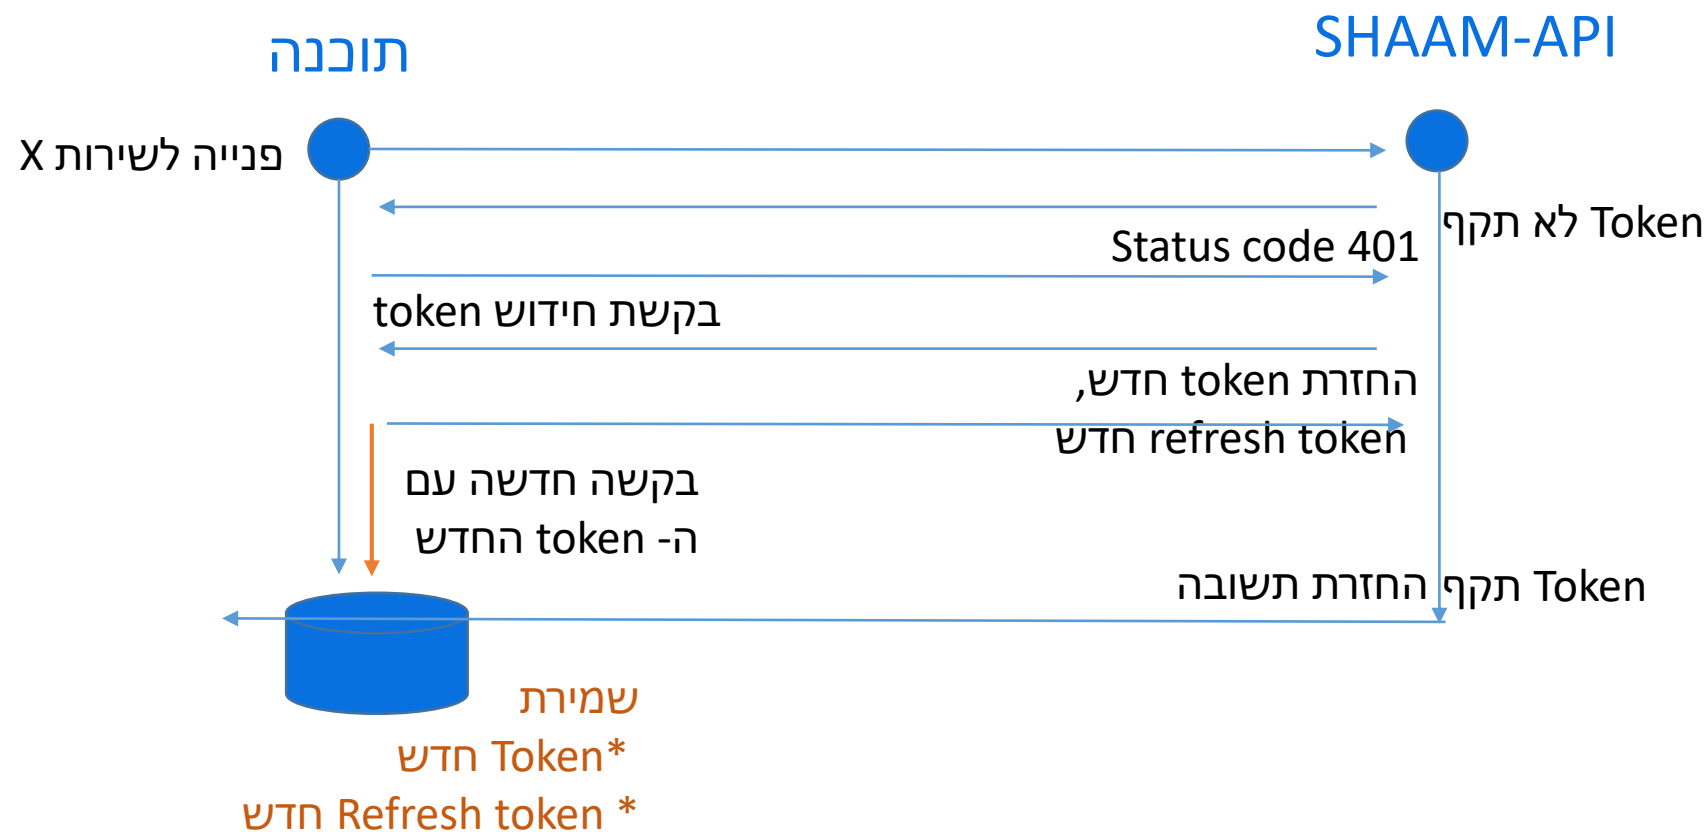 תוכנה
SHAAM-API
פנייה לשירות X
Token לא תקף
Status code 401
בקשת חידוש token
החזרת token חדש,
refresh token חדש
בקשה חדשה עם
ה- token החדש
Token תקף
החזרת תשובה
שמירת
*Token חדש
* Refresh token חדש